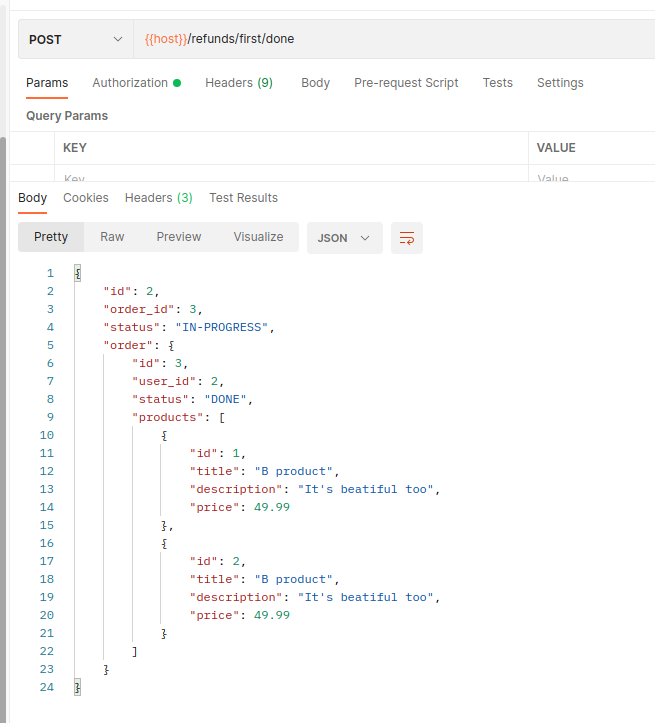 POST {{host}}/refunds/first/done
Params Authorization Headers (9) Body Pre-request Script Tests Settings
Query Params
KEY VALUE
Key Value
Body Cookies Headers (3) Test Results
Pretty Raw Preview Visualize JSON
1 {
2 "id": 2,
3 "order_id": 3,
4 "status": "IN-PROGRESS",
5 "order": {
6 "id": 3,
7 "user_id": 2,
8 "status": "DONE",
9 "products": [
10 {
11 "id": 1,
12 "title": "B product",
13 "description": "It's beatiful too",
14 "price": 49.99
15 },
16 {
17 "id": 2,
18 "title": "B product",
19 "description": "It's beatiful too",
20 "price": 49.99
21 }
22 ]
23 }
24 }